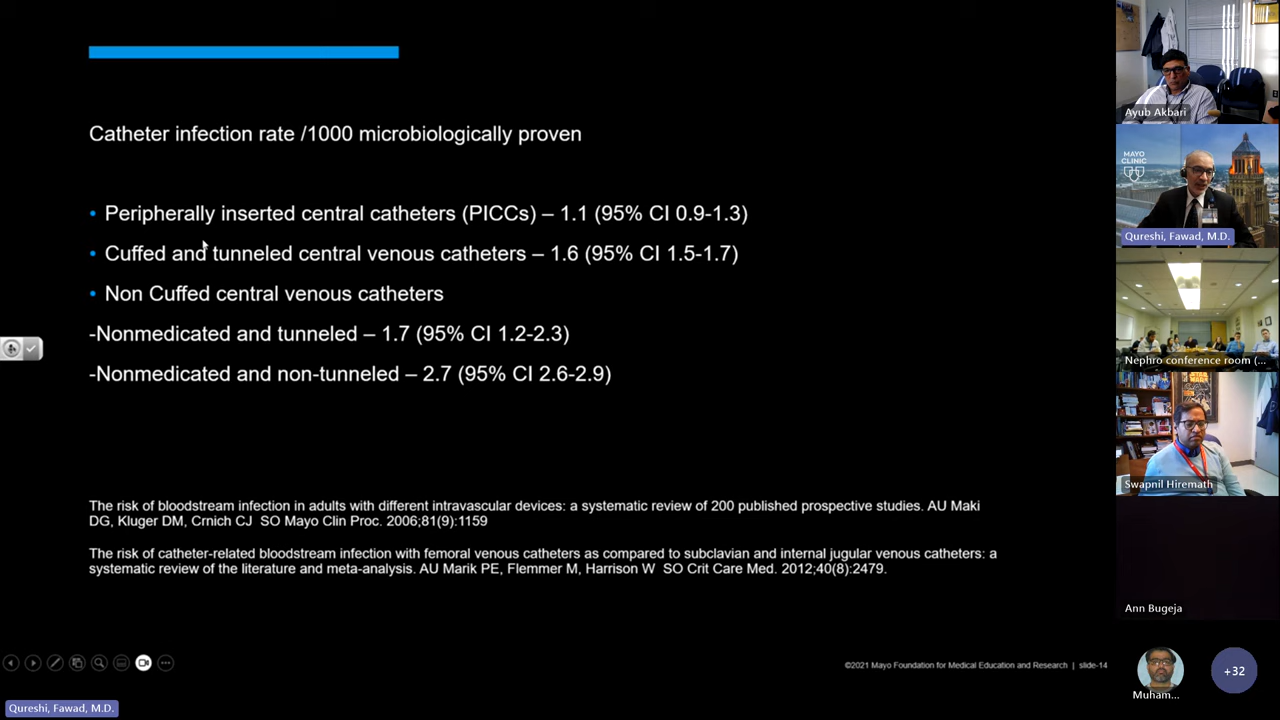 Catheter infection rate /1000 microbiologically proven
• Peripherally inserted central catheters (PICCs) – 1.1 (95% CI 0.9-1.3)
• Cuffed and tunneled central venous catheters – 1.6 (95% CI 1.5-1.7)
• Non Cuffed central venous catheters
-Nonmedicated and tunneled – 1.7 (95% CI 1.2-2.3)
-Nonmedicated and non-tunneled – 2.7 (95% CI 2.6-2.9)
The risk of bloodstream infection in adults with different intravascular devices: a systematic review of 200 published prospective studies. AU Maki
DG, Kluger DM, Crnich CJ SO Mayo Clin Proc. 2006;81(9):1159
The risk of catheter-related bloodstream infection with femoral venous catheters as compared to subclavian and internal jugular venous catheters: a
systematic review of the literature and meta-analysis. AU Marik PE, Flemmer M, Harrison W SO Crit Care Med. 2012;40(8):2479.
©2021 Mayo Foundation for Medical Education and Research | slide-14
Qureshi, Fawad, M.D.
Ayub Akbari
MAYO
CLINIC
Qureshi, Fawad, M.D.
Nephro conference room (...
STAR
WARS
Swapnil Hiremath
Ann Bugeja
Muham...
+32